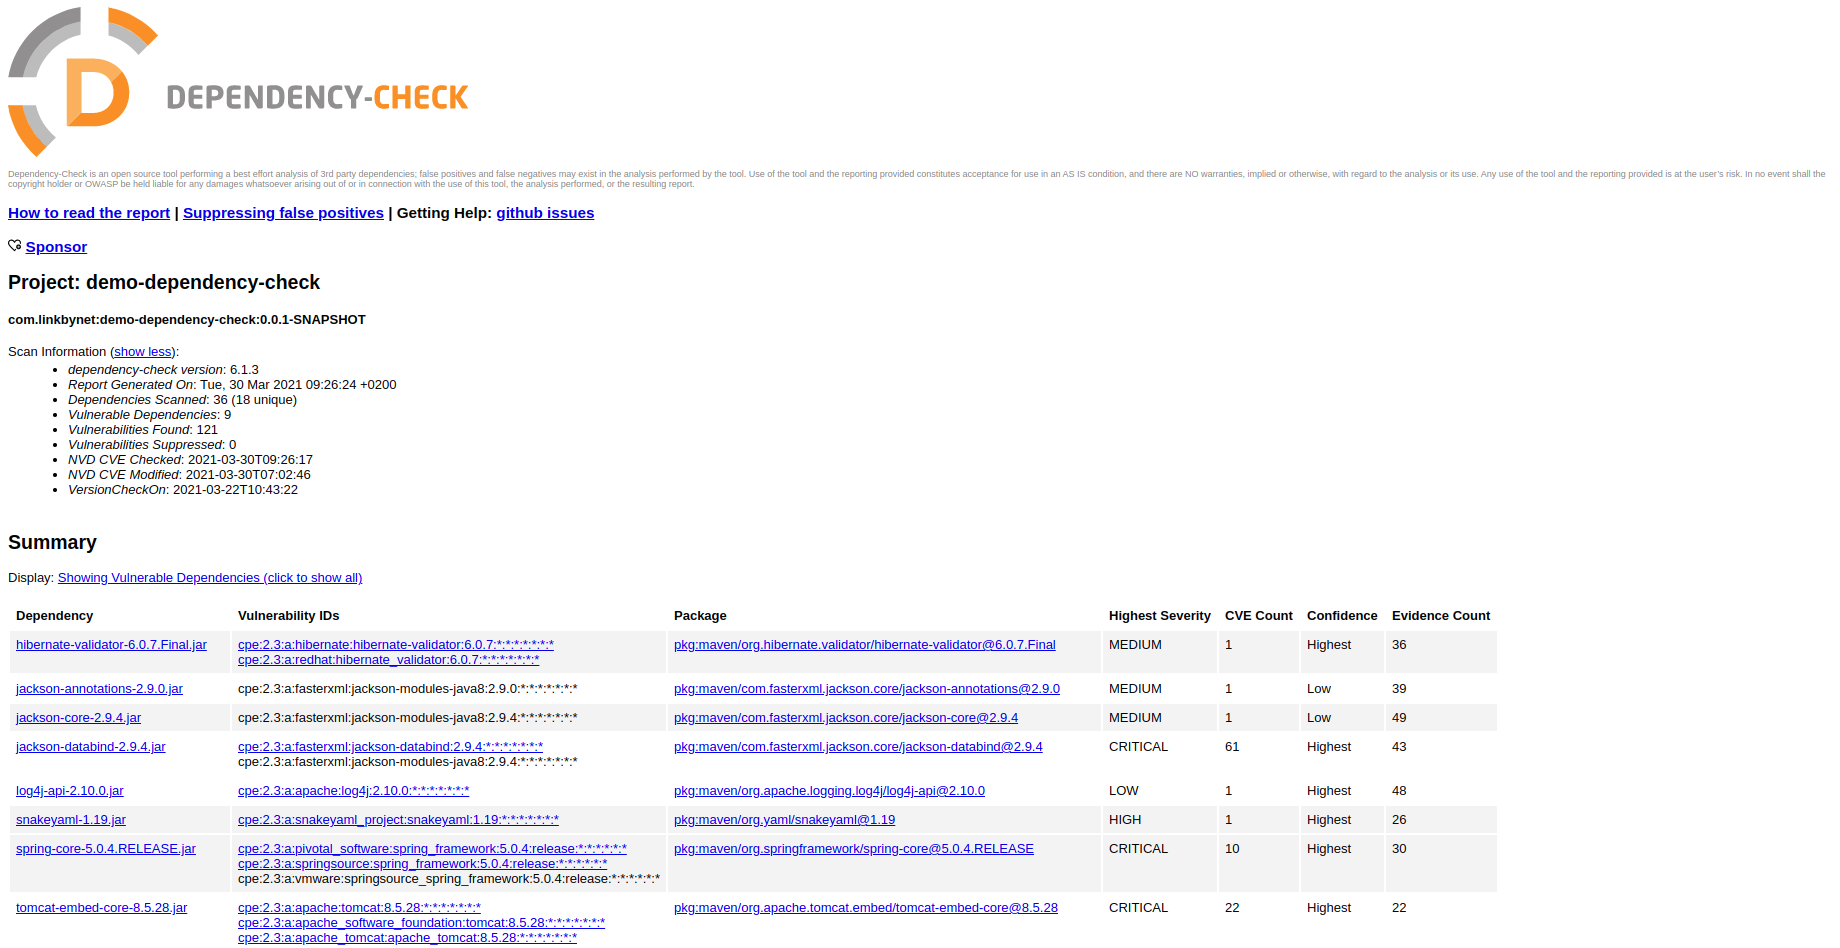 D
DEPENDENCY-CHECK
Dependency-Check is an open source tool performing a best effort analysis of 3rd party dependencies; false positives and false negatives may exist in the analysis performed by the tool. Use of the tool and the reporting provided constitutes acceptance for use in an AS IS condition, and there are NO warranties, implied or otherwise, with regard to the analysis or its use. Any use of the tool and the reporting provided is at the user's risk. In no event shall the
copyright holder or OWASP be held liable for any damages whatsoever arising out of or in connection with the use of this tool, the analysis performed, or the resulting report.
How to read the report | Suppressing false positives | Getting Help: github issues
Sponsor
Project: demo-dependency-check
com.linkbynet:demo-dependency-check:0.0.1-SNAPSHOT
Scan Information (show less):
• dependency-check version: 6.1.3
• Report Generated On: Tue, 30 Mar 2021 09:26:24 +0200
• Dependencies Scanned: 36 (18 unique)
• Vulnerable Dependencies: 9
• Vulnerabilities Found: 121
• Vulnerabilities Suppressed: 0
• NVD CVE Checked: 2021-03-30T09:26:17
• NVD CVE Modified: 2021-03-30T07:02:46
• VersionCheckOn: 2021-03-22T10:43:22
Summary
Display: Showing Vulnerable Dependencies (click to show all)
Dependency Vulnerability IDs Package Highest Severity CVE Count Confidence Evidence Count
hibernate-validator-6.0.7.Final.jar cpe:2.3:a:hibernate:hibernate-validator:6.0.7:*:*:*:*:*:*:* pkg:maven/org.hibernate.validator/hibernate-validator@6.0.7.Final MEDIUM 1 Highest 36
cpe:2.3:a:redhat:hibernate_validator:6.0.7:*:*:*:*:*:*:*
jackson-annotations-2.9.0.jar cpe:2.3:a:fasterxml:jackson-modules-java8:2.9.0:*:*:*:*:*:*:* pkg:maven/com.fasterxml.jackson.core/jackson-annotations@2.9.0 MEDIUM 1 Low 39
jackson-core-2.9.4.jar cpe:2.3:a:fasterxml:jackson-modules-java8:2.9.4:*:*:*:*:*:*:* pkg:maven/com.fasterxml.jackson.core/jackson-core@2.9.4 MEDIUM 1 Low 49
jackson-databind-2.9.4.jar cpe:2.3:a:fasterxml:jackson-databind:2.9.4:*:*:*:*:*:*:* pkg:maven/com.fasterxml.jackson.core/jackson-databind@2.9.4 CRITICAL 61 Highest 43
cpe:2.3:a:fasterxml:jackson-modules-java8:2.9.4:*:*:*:*:*:*:*
log4j-api-2.10.0.jar cpe:2.3:a:apache:log4j:2.10.0:*:*:*:*:*:*:* pkg:maven/org.apache.logging.log4j/log4j-api@2.10.0 LOW 1 Highest 48
snakeyaml-1.19.jar cpe:2.3:a:snakeyaml_project:snakeyaml:1.19:*:*:*:*:*:*:* pkg:maven/org.yaml/snakeyaml@1.19 HIGH 1 Highest 26
spring-core-5.0.4.RELEASE.jar cpe:2.3:a:pivotal_software:spring_framework:5.0.4:release:*:*:*:*:*:* pkg:maven/org.springframework/spring-core@5.0.4.RELEASE CRITICAL 10 Highest 30
cpe:2.3:a:springsource:spring_framework:5.0.4:release:*:*:*:*:*:*
cpe:2.3:a:vmware:springsource_spring_framework:5.0.4:release:*:*:*:*:*:*
tomcat-embed-core-8.5.28.jar cpe:2.3:a:apache:tomcat:8.5.28:*:*:*:*:*:*:* pkg:maven/org.apache.tomcat.embed/tomcat-embed-core@8.5.28 CRITICAL 22 Highest 22
cpe:2.3:a:apache_software_foundation:tomcat:8.5.28:*:*:*:*:*:*:*
cpe:2.3:a:apache_tomcat:apache_tomcat:8.5.28:*:*:*:*:*:*:*